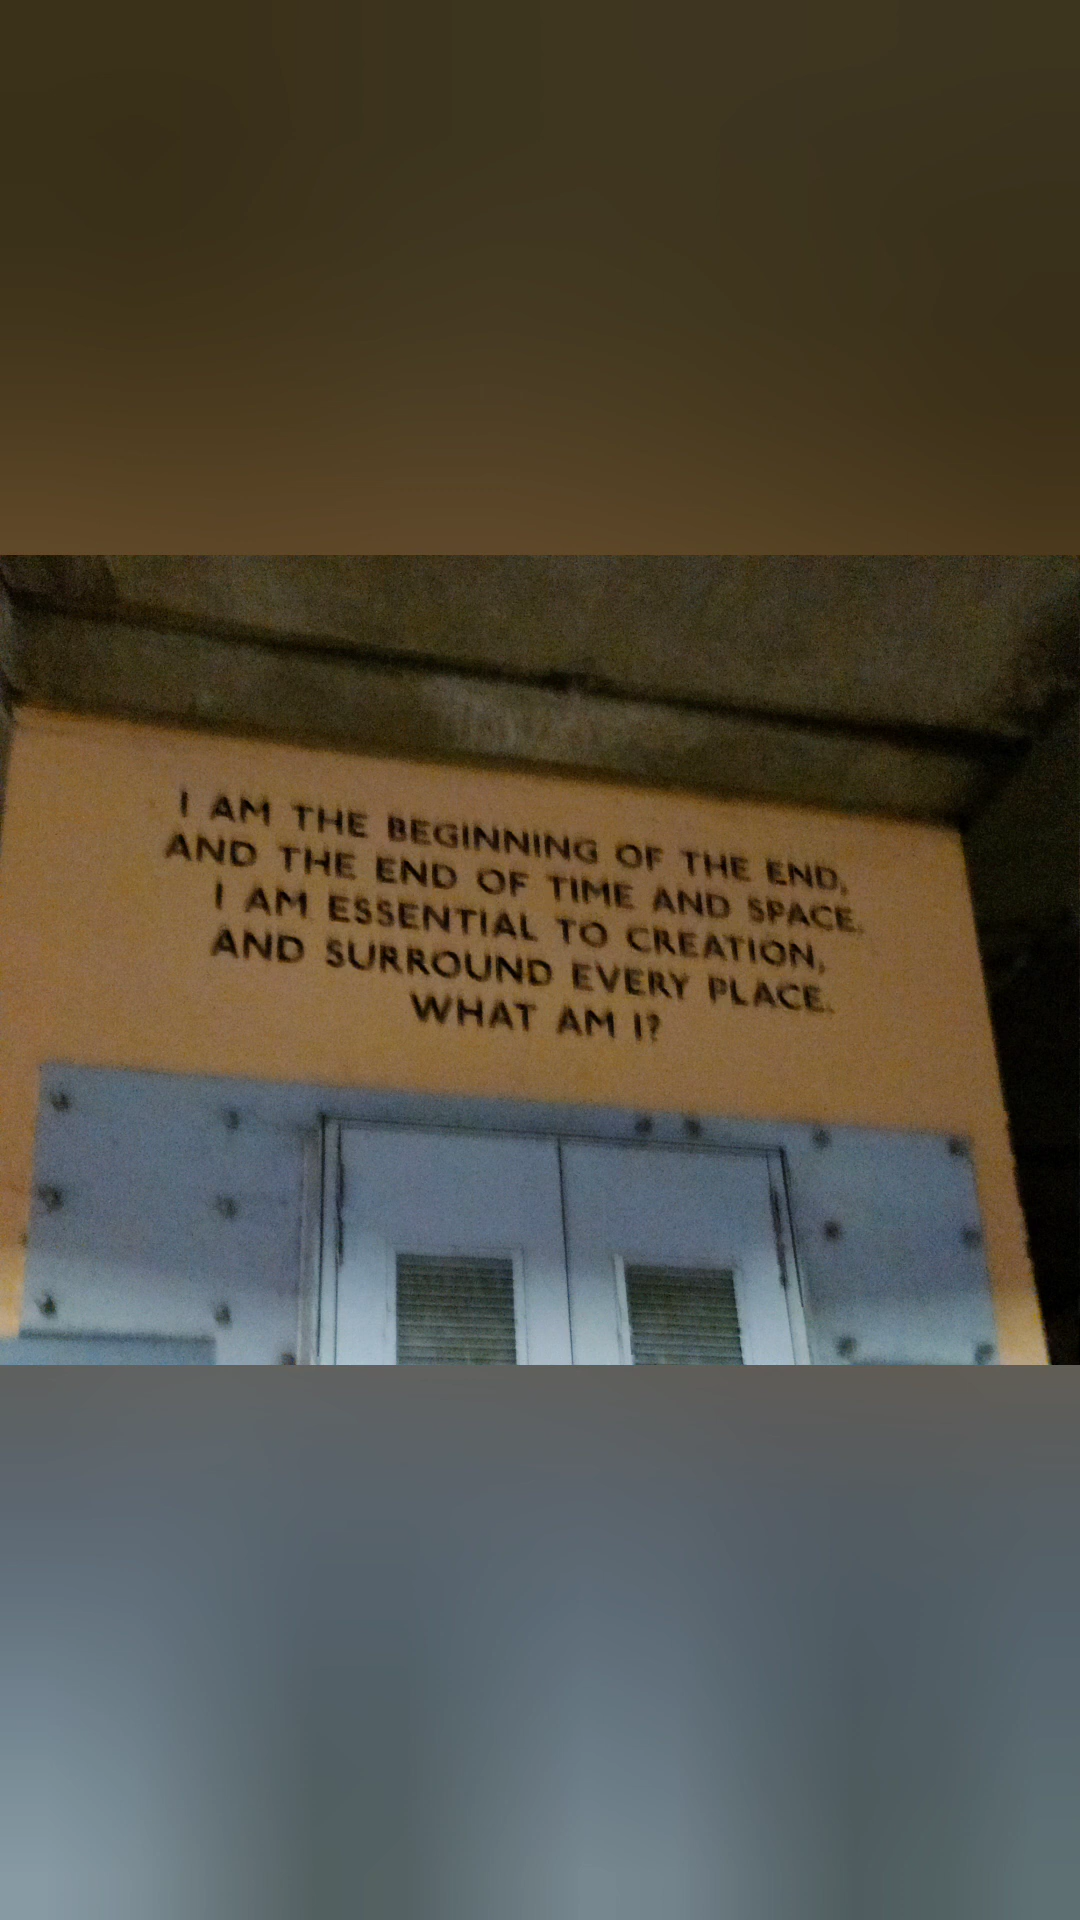 I AM THE BEGINNING OF THE END,
AND THE END OF TIME AND SPACE.
I AM ESSENTIAL TO CREATION,
AND SURROUND EVERY PLACE.
WHAT AM I?